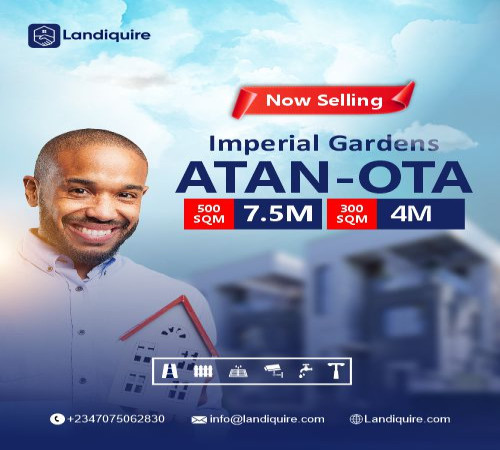 Landiquire
Now Selling
Imperial Gardens
ATAN-OTA
500 SQM 7.5M 300 SQM 4M
+2347075062830 info@landiquire.com Landiquire.com